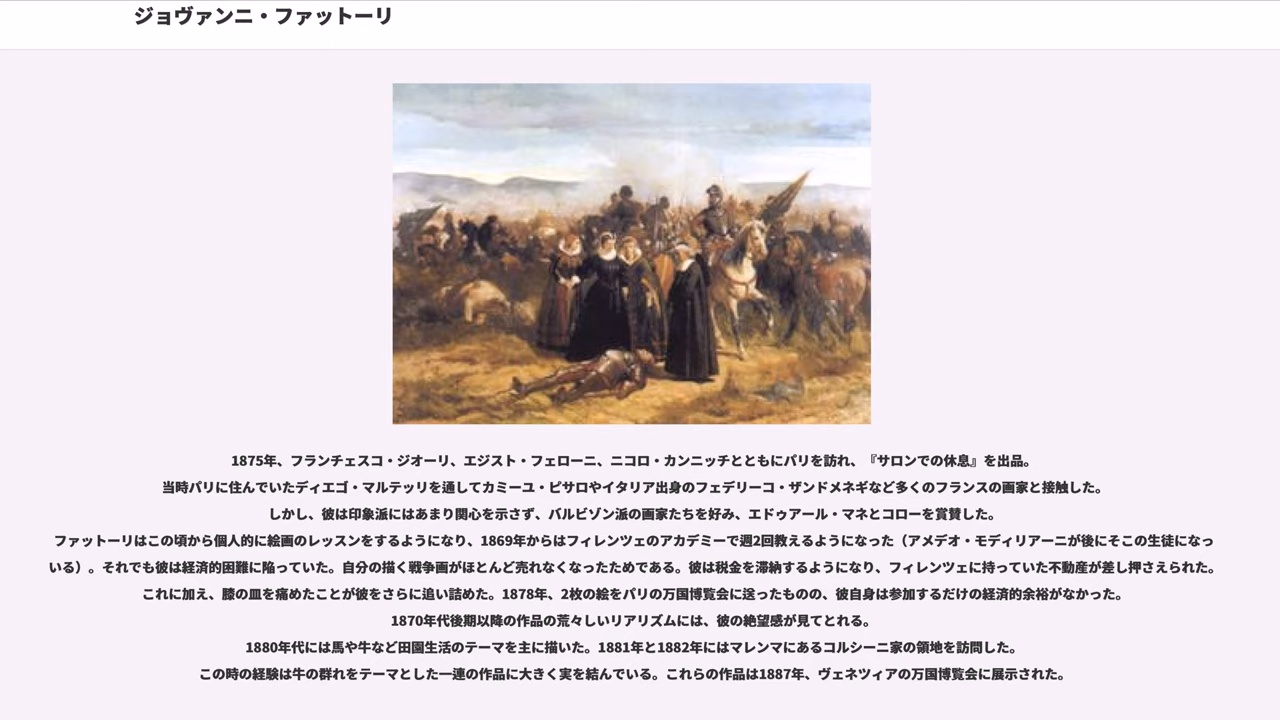 ジョヴァンニ・ファットーリ
1875年、フランチェスコ・ジオーリ、エジスト・フェローニ、ニコロ・カンニッチとともにパリを訪れ、『サロンでの休息』を出品。
当時パリに住んでいたディエゴ・マルテッリを通してカミーユ・ピサロやイタリア出身のフェデリーコ・ザンドメネギなど多くのフランスの画家と接触した。
しかし、彼は印象派にはあまり関心を示さず、バルビゾン派の画家たちを好み、エドゥアール・マネとコローを賞賛した。
ファットーリはこの頃から個人的に絵画のレッスンをするようになり、1869年からはフィレンツェのアカデミーで週2回教えるようになった（アメデオ・モディリアーニが後にそこの生徒になっ
いる）。それでも彼は経済的困難に陥っていた。自分の描く戦争画がほとんど売れなくなったためである。彼は税金を滞納するようになり、フィレンツェに持っていた不動産が差し押さえられた。
これに加え、膝の皿を痛めたことが彼をさらに追い詰めた。1878年、2枚の絵をパリの万国博覧会に送ったものの、彼自身は参加するだけの経済的余裕がなかった。
1870年代後期以降の作品の荒々しいリアリズムには、彼の絶望感が見てとれる。
1880年代には馬や牛など田園生活のテーマを主に描いた。1881年と1882年にはマレンマにあるコルシーニ家の領地を訪問した。
この時の経験は牛の群れをテーマとした一連の作品に大きく実を結んでいる。これらの作品は1887年、ヴェネツィアの万国博覧会に展示された。